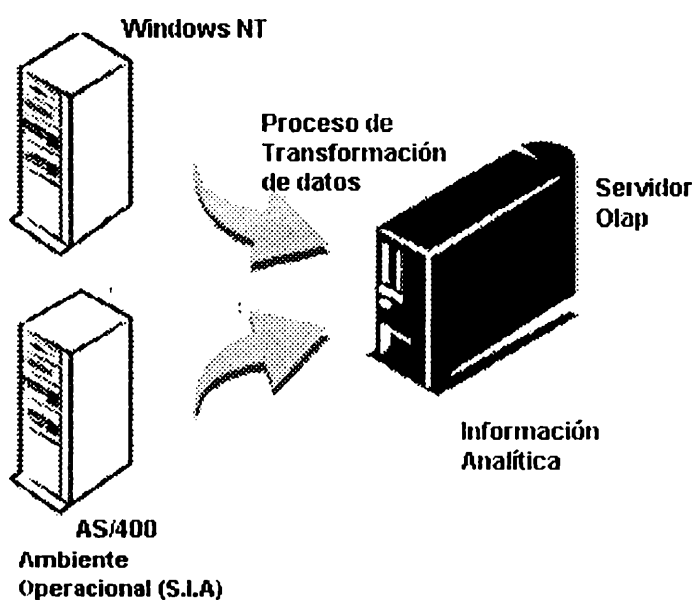 Windows NT
Proceso de
Transformación
de datos
Servidor
Olap
Información
Analítica
AS/400
Ambiente
Operacional (S.I.A)